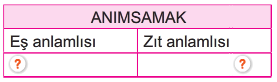 ANIMSAMAK
Eş anlamlısı Zıt anlamlısı
? ?